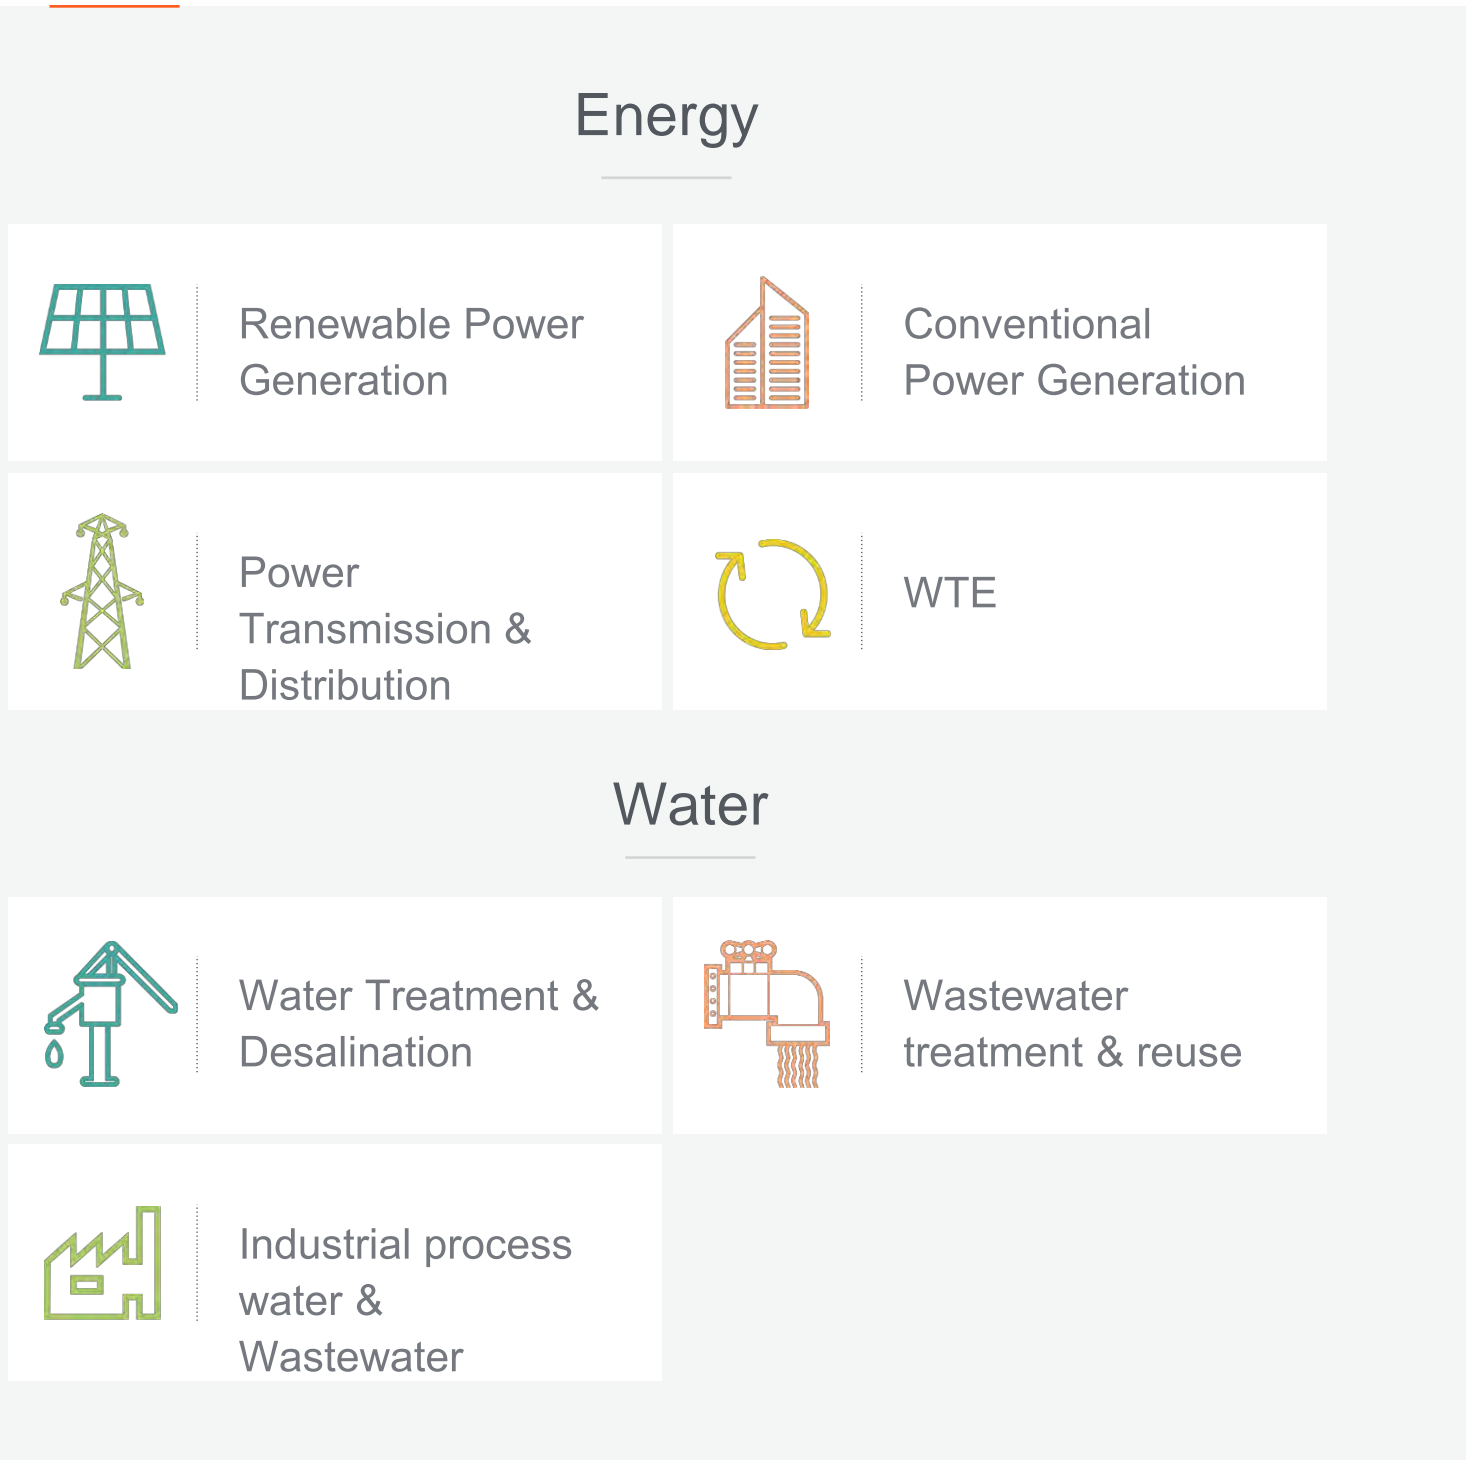 Energy
Renewable Power
Generation
Conventional
Power Generation
Power
Transmission &
Distribution
WTE
Water
Water Treatment &
Desalination
Wastewater
treatment & reuse
Industrial process
water &
Wastewater